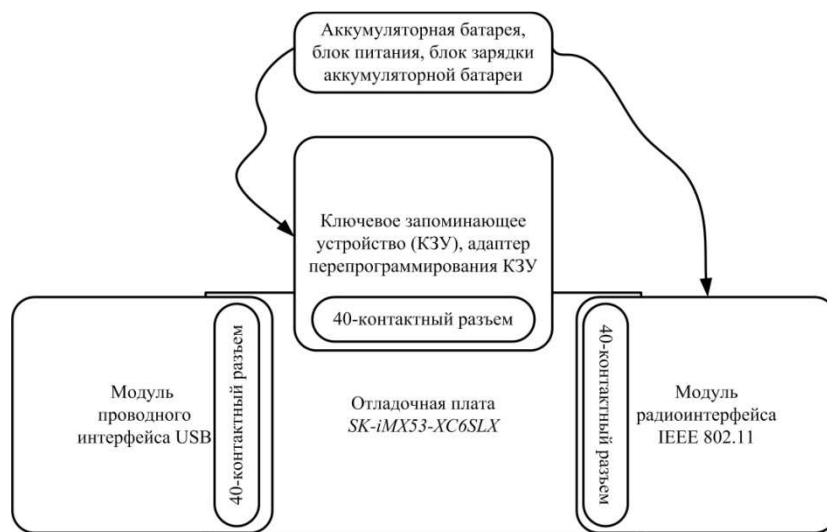 Аккумуляторная батарея,
блок питания, блок зарядки
аккумуляторной батареи
Ключевое запоминающее
устройство (КЗУ), адаптер
перепрограммирования КЗУ
40-контактный разъем
Модуль
проводного
интерфейса USB
40-контактный разъем
Отладочная плата
SK-iMX53-XC6SLX
40-контактный разъем
Модуль
радиоинтерфейса
IEEE 802.11